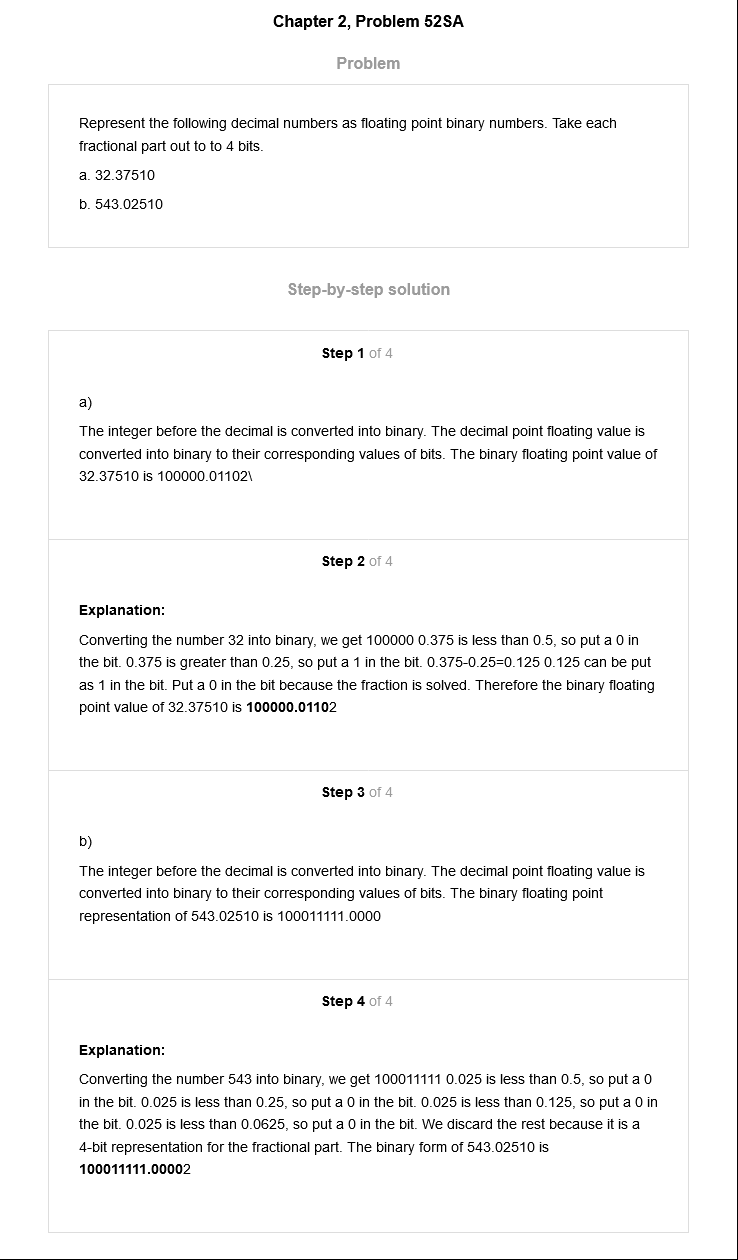 Chapter 2, Problem 52SA
Problem
Represent the following decimal numbers as floating point binary numbers. Take each
fractional part out to to 4 bits.
a. 32.37510
b. 543.02510
Step-by-step solution
Step 1 of 4
a)
The integer before the decimal is converted into binary. The decimal point floating value is
converted into binary to their corresponding values of bits. The binary floating point value of
32.37510 is 100000.01102\
Step 2 of 4
Explanation:
Converting the number 32 into binary, we get 100000 0.375 is less than 0.5, so put a 0 in
the bit. 0.375 is greater than 0.25, so put a 1 in the bit. 0.375-0.25=0.125 0.125 can be put
as 1 in the bit. Put a 0 in the bit because the fraction is solved. Therefore the binary floating
point value of 32.37510 is 100000.01102
Step 3 of 4
b)
The integer before the decimal is converted into binary. The decimal point floating value is
converted into binary to their corresponding values of bits. The binary floating point
representation of 543.02510 is 100011111.0000
Step 4 of 4
Explanation:
Converting the number 543 into binary, we get 100011111 0.025 is less than 0.5, so put a 0
in the bit. 0.025 is less than 0.25, so put a 0 in the bit. 0.025 is less than 0.125, so put a 0 in
the bit. 0.025 is less than 0.0625, so put a 0 in the bit. We discard the rest because it is a
4-bit representation for the fractional part. The binary form of 543.02510 is
100011111.00002